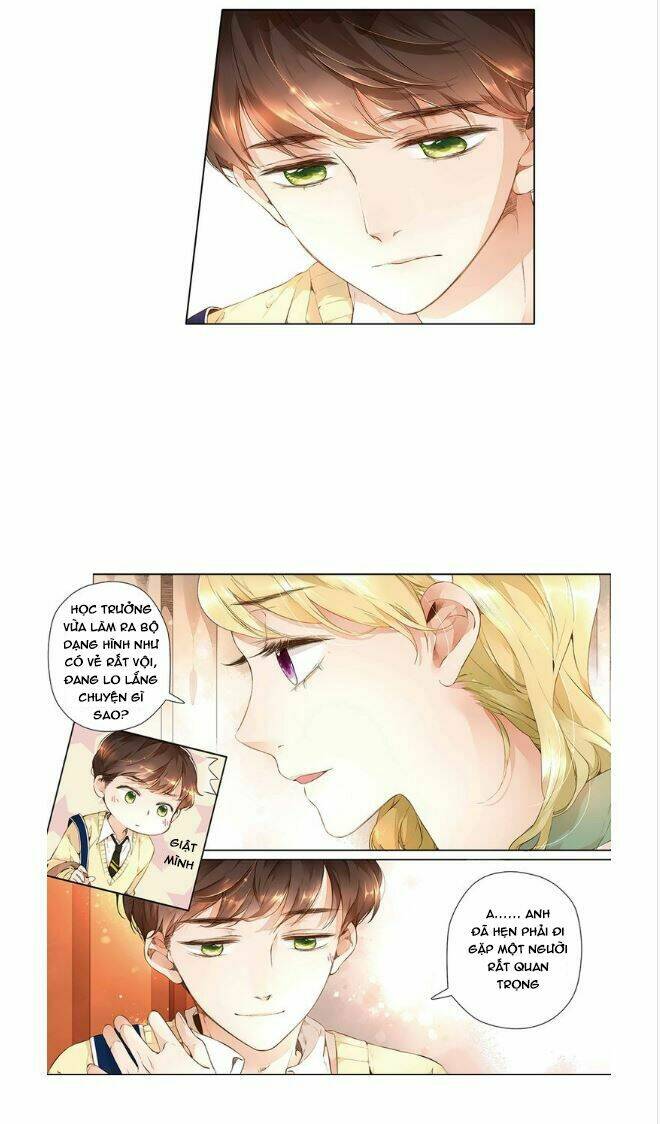 HỌC TRƯỞNG
VỪA LÀM RA BỘ
DẠNG HÌNH NHƯ
CÓ VẺ RẤT VỘI,
ĐANG LO LẮNG
CHUYỆN GÌ
SAO?
GIẬT
MÌNH
A...... ANH
ĐÃ HẸN PHẢI ĐI
GẶP MỘT NGƯỜI
RẤT QUAN
TRỌNG